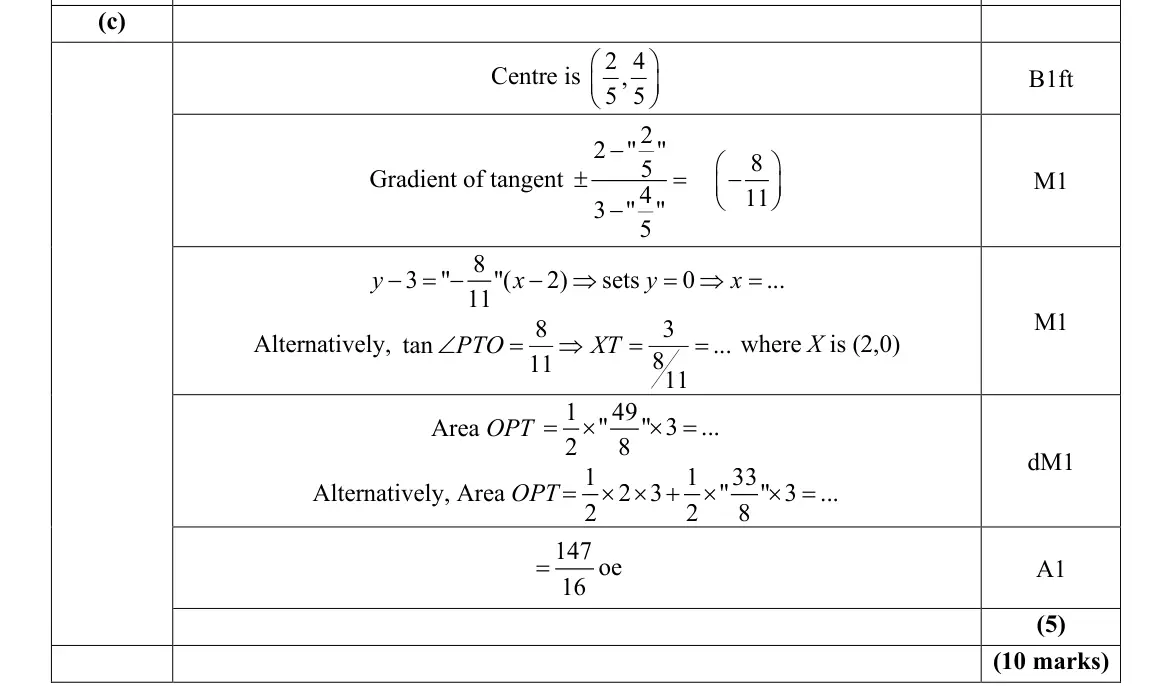 (c)
Centre is (2/5, 4/5) B1ft
Gradient of tangent ± (2 − "2/5")/(3 − "4/5") = (−8/11) M1
y − 3 = "−8/11"(x − 2) ⇒ sets y = 0 ⇒ x = ...
Alternatively, tan ∠PTO = 8/11 ⇒ XT = 3/(8/11) = ... where X is (2,0) M1
Area OPT = 1/2 × "49/8" × 3 = ...
Alternatively, Area OPT = 1/2 × 2 × 3 + 1/2 × "33/8" × 3 = ... dM1
= 147/16 oe A1
(5)
(10 marks)